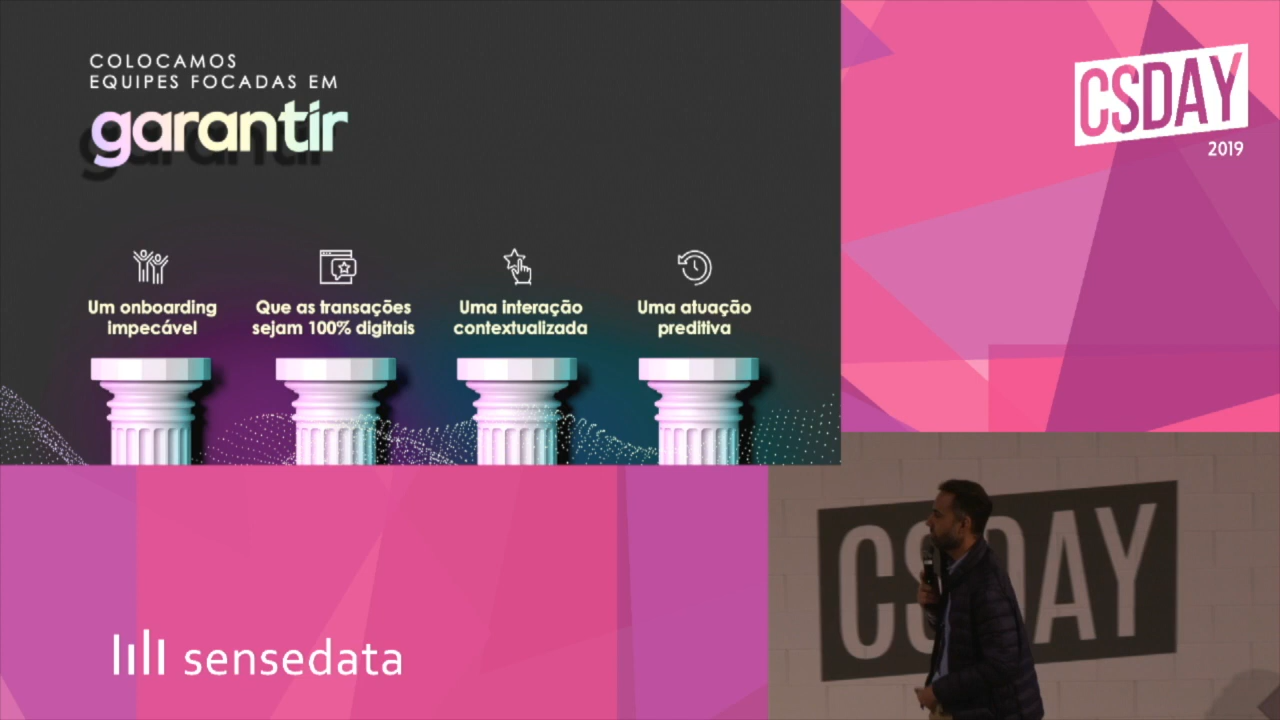 COLOCAMOS
EQUIPES FOCADAS EM
garantir
Um onboarding
impecável
Que as transações
sejam 100% digitais
Uma interação
contextualizada
Uma atuação
preditiva
CSDAY
2019
sensedata
CSDAY